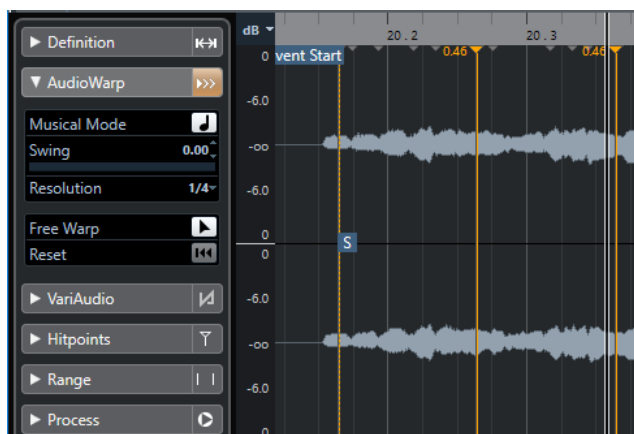 Definition
AudioWarp
Musical Mode
Swing 0.00
Resolution 1/4
Free Warp
Reset
VariAudio
Hitpoints
Range
Process
dB
20.2 20.3
0 vent Start 0.46 0.46
-6.0
-oo
-6.0
0
S
0
-6.0
-oo
-6.0
0